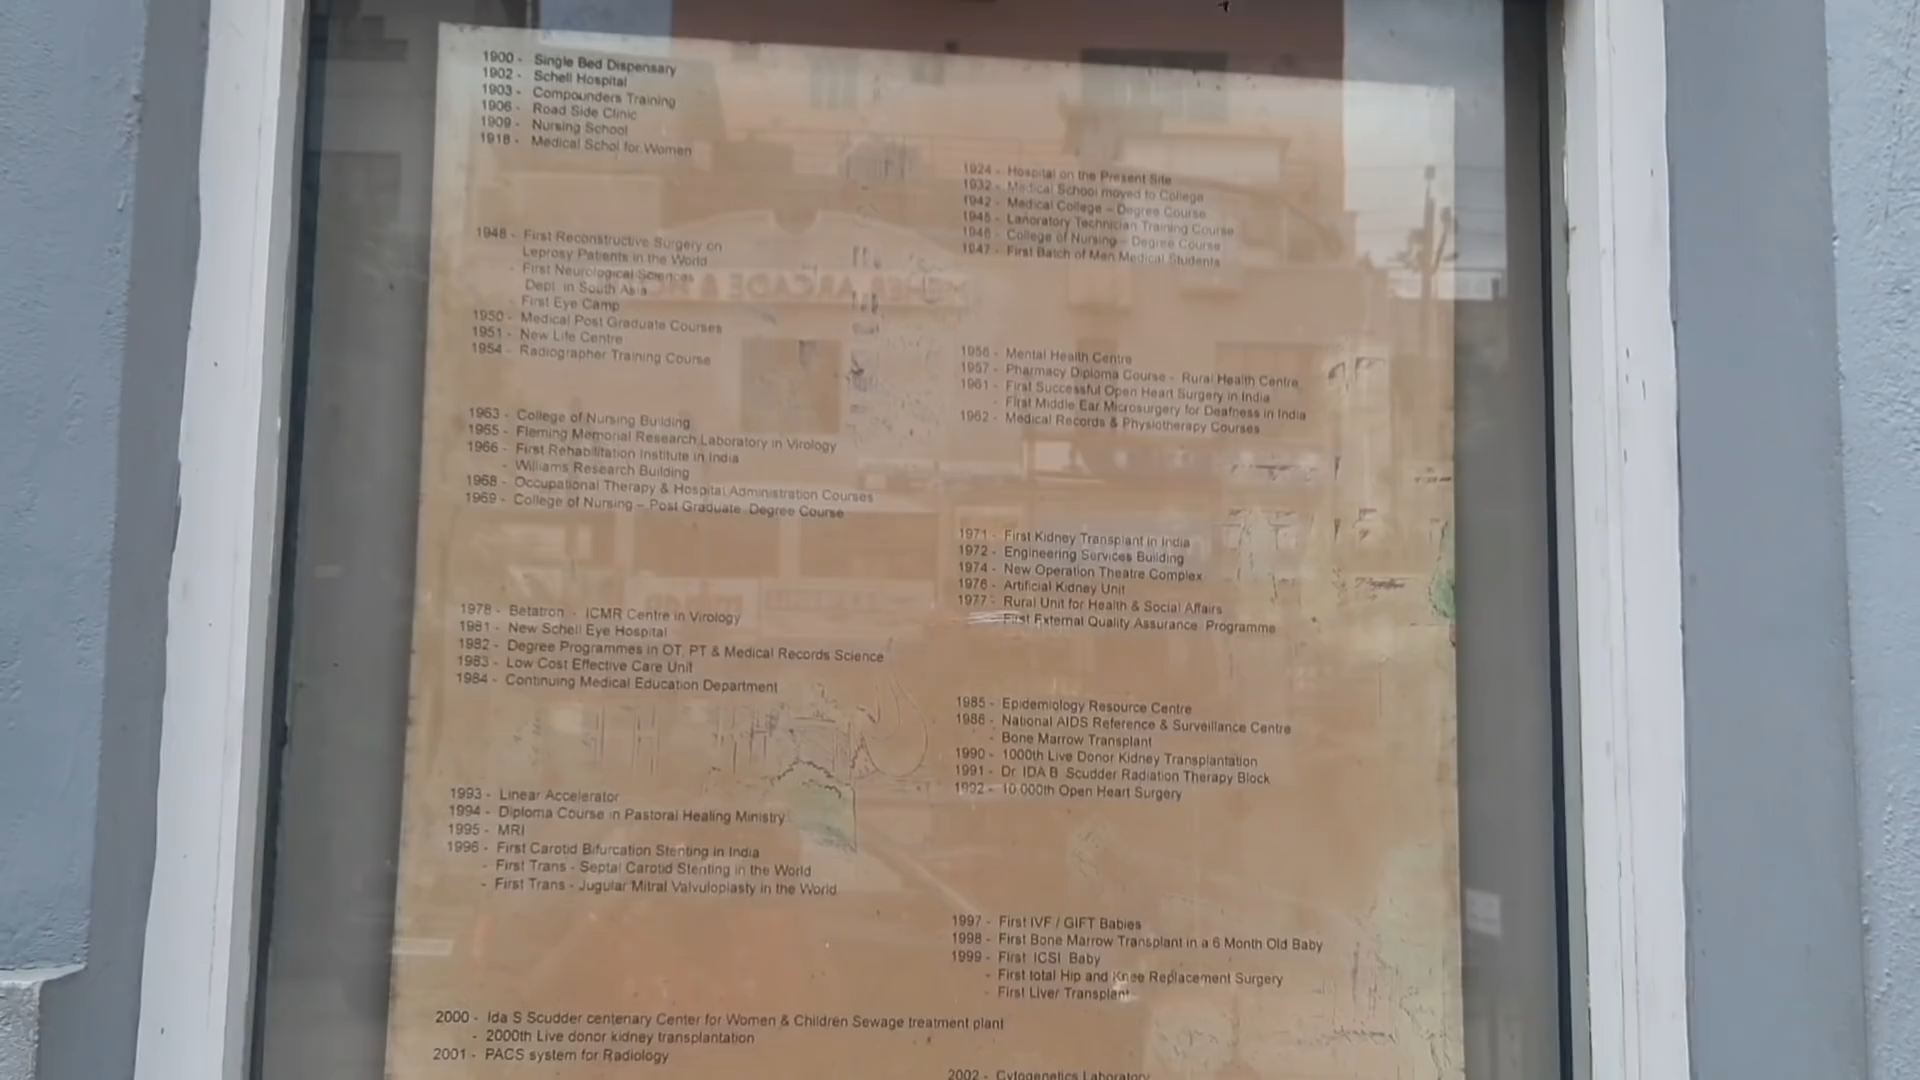 1900 - Single Bed Dispensary
1902 - Schell Hospital
1903 - Compounders Training
1906 - Road Side Clinic
1909 - Nursing School
1918 - Medical Schol for Women
1924 - Hospital on the Present Site
1932 - Medical School moved to College
1942 - Medical College - Degree Course
1945 - Lanoratory Technician Training Course
1946 - College of Nursing - Degree Course
1947 - First Batch of Men Medical Students
1948 - First Reconstructive Surgery on
Leprosy Patients in the World
- First Neurological Sciences
Dept. in South Asia
- First Eye Camp
1950 - Medical Post Graduate Courses
1951 - New Life Centre
1954 - Radiographer Training Course
1956 - Mental Health Centre
1957 - Pharmacy Diploma Course - Rural Health Centre
1961 - First Successful Open Heart Surgery in India
- First Middle Ear Microsurgery for Deafness in India
1962 - Medical Records & Physiotherapy Courses
1963 - College of Nursing Building
1955 - Fleming Memorial Research Laboratory in Virology
1966 - First Rehabilitation Institute in India
- Williams Research Building
1968 - Occupational Therapy & Hospital Administration Courses
1969 - College of Nursing - Post Graduate Degree Course
1971 - First Kidney Transplant in India
1972 - Engineering Services Building
1974 - New Operation Theatre Complex
1976 - Artificial Kidney Unit
1977 - Rural Unit for Health & Social Affairs
First External Quality Assurance Programme
1978 - Betatron - ICMR Centre in Virology
1981 - New Schell Eye Hospital
1982 - Degree Programmes in OT, PT & Medical Records Science
1983 - Low Cost Effective Care Unit
1984 - Continuing Medical Education Department
1985 - Epidemiology Resource Centre
1986 - National AIDS Reference & Surveillance Centre
- Bone Marrow Transplant
1990 - 1000th Live Donor Kidney Transplantation
1991 - Dr. IDA B Scudder Radiation Therapy Block
1992 - 10,000th Open Heart Surgery
1993 - Linear Accelerator
1994 - Diploma Course in Pastoral Healing Ministry
1995 - MRI
1996 - First Carotid Bifurcation Stenting in India
- First Trans - Septal Carotid Stenting in the World
- First Trans - Jugular Mitral Valvuloplasty in the World
1997 - First IVF / GIFT Babies
1998 - First Bone Marrow Transplant in a 6 Month Old Baby
1999 - First ICSI Baby
- First total Hip and Knee Replacement Surgery
- First Liver Transplant
2000 - Ida S Scudder centenary Center for Women & Children Sewage treatment plant
- 2000th Live donor kidney transplantation
2001 - PACS system for Radiology
2002 - Cytogenetics Laboratory